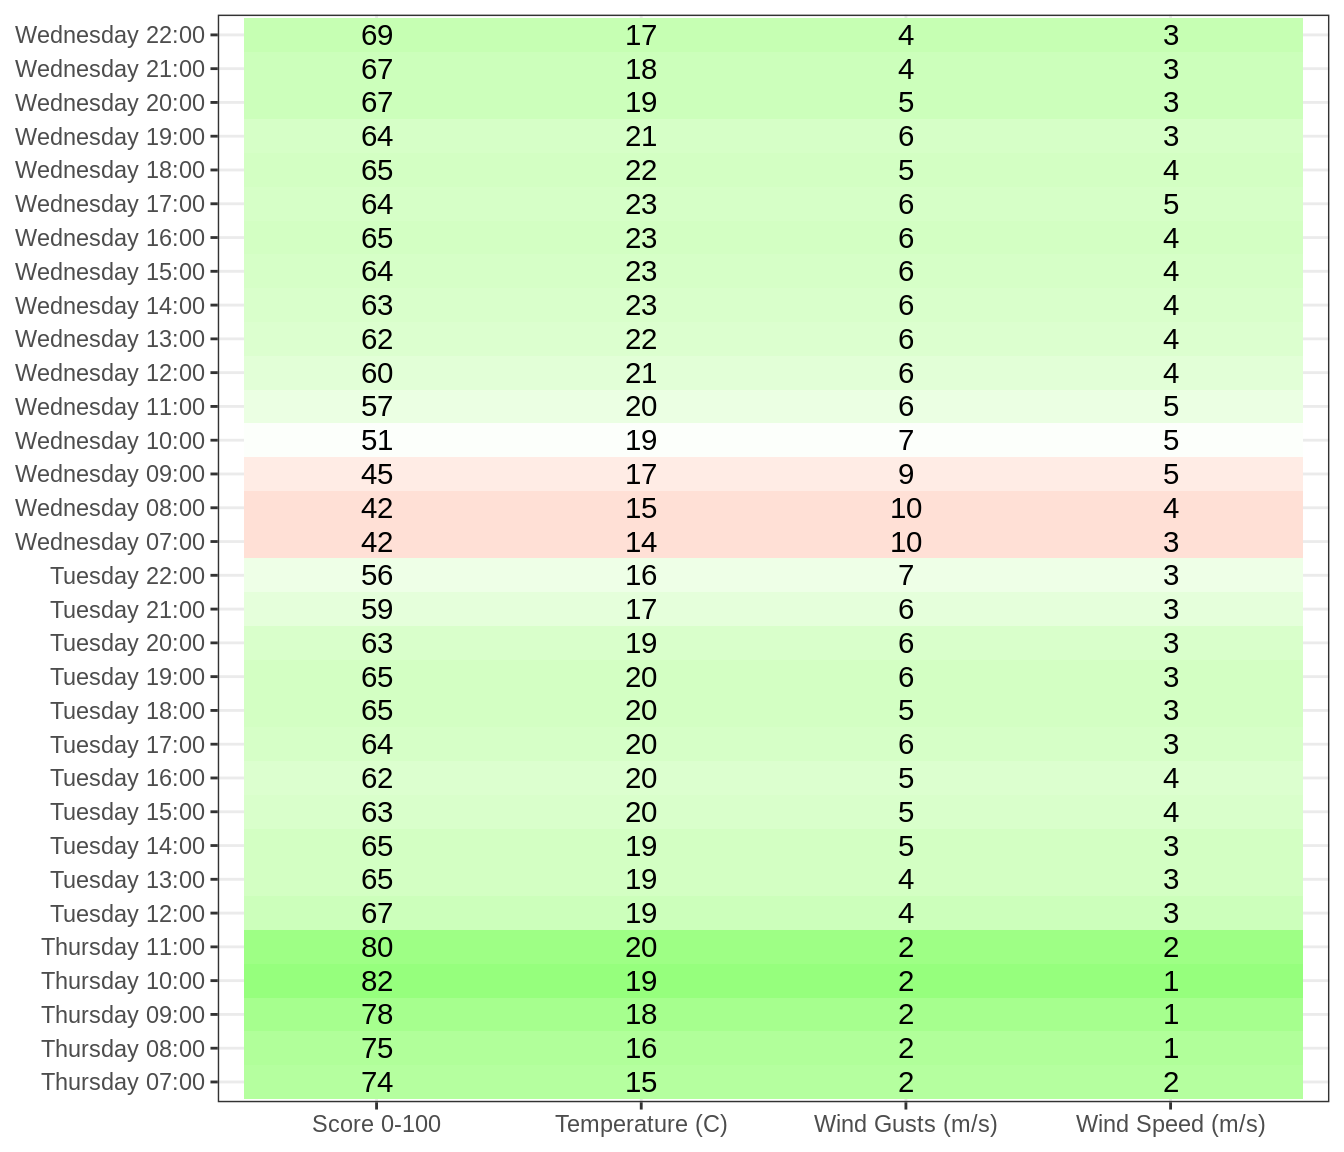 Wednesday 22:00 69 17 4 3
Wednesday 21:00 67 18 4 3
Wednesday 20:00 67 19 5 3
Wednesday 19:00 64 21 6 3
Wednesday 18:00 65 22 5 4
Wednesday 17:00 64 23 6 5
Wednesday 16:00 65 23 6 4
Wednesday 15:00 64 23 6 4
Wednesday 14:00 63 23 6 4
Wednesday 13:00 62 22 6 4
Wednesday 12:00 60 21 6 4
Wednesday 11:00 57 20 6 5
Wednesday 10:00 51 19 7 5
Wednesday 09:00 45 17 9 5
Wednesday 08:00 42 15 10 4
Wednesday 07:00 42 14 10 3
Tuesday 22:00 56 16 7 3
Tuesday 21:00 59 17 6 3
Tuesday 20:00 63 19 6 3
Tuesday 19:00 65 20 6 3
Tuesday 18:00 65 20 5 3
Tuesday 17:00 64 20 6 3
Tuesday 16:00 62 20 5 4
Tuesday 15:00 63 20 5 4
Tuesday 14:00 65 19 5 3
Tuesday 13:00 65 19 4 3
Tuesday 12:00 67 19 4 3
Thursday 11:00 80 20 2 2
Thursday 10:00 82 19 2 1
Thursday 09:00 78 18 2 1
Thursday 08:00 75 16 2 1
Thursday 07:00 74 15 2 2
Score 0-100 Temperature (C) Wind Gusts (m/s) Wind Speed (m/s)